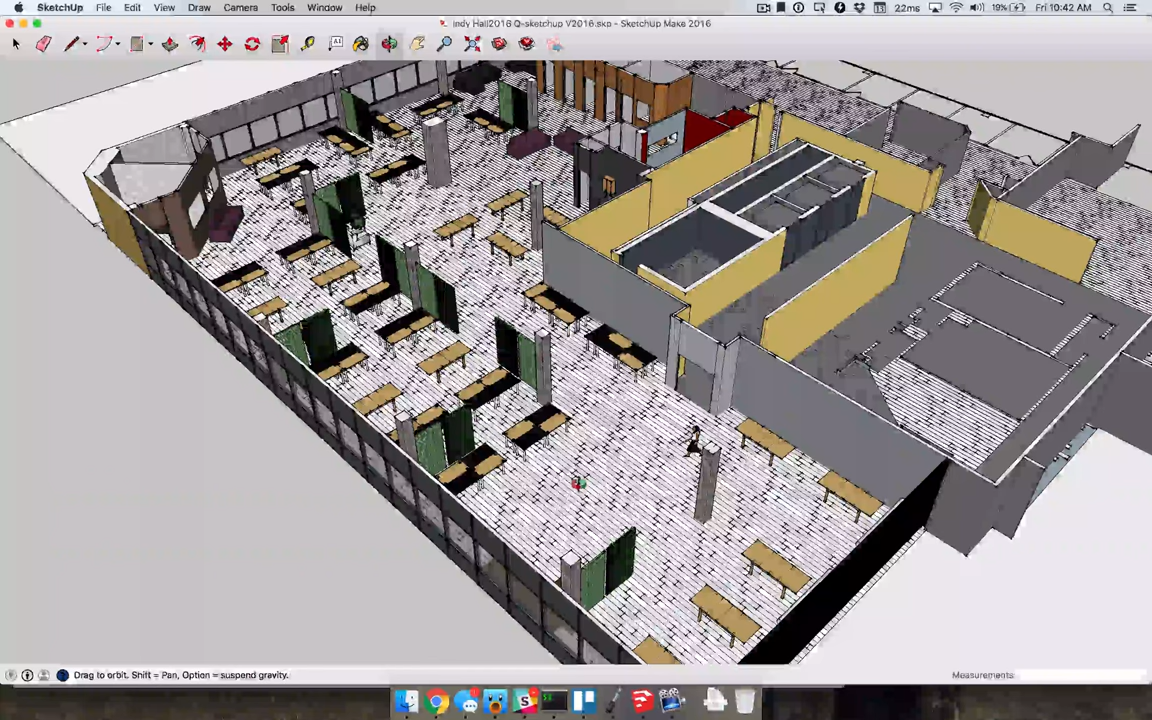 SketchUp File Edit View Draw Camera Tools Window Help 22ms 19% Fri 10:42 AM
Indy Hall2016 Q-sketchup V2016.skp - SketchUp Make 2016
Drag to orbit. Shift = Pan, Option = suspend gravity.
Measurements